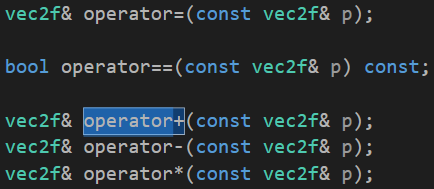 vec2f& operator=(const vec2f& p);
bool operator==(const vec2f& p) const;
vec2f& operator+(const vec2f& p);
vec2f& operator-(const vec2f& p);
vec2f& operator*(const vec2f& p);